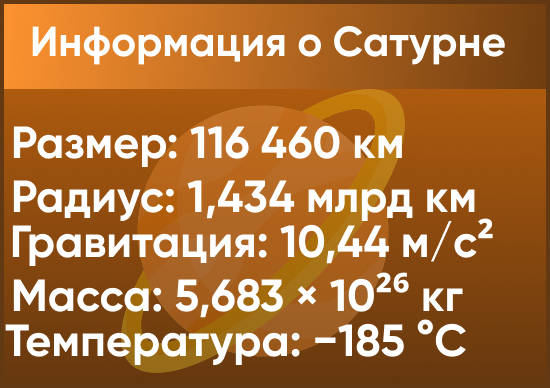 Информация о Сатурне
Размер: 116 460 км
Радиус: 1,434 млрд км
Гравитация: 10,44 м/с²
Масса: 5,683 × 10²⁶ кг
Температура: −185 °C